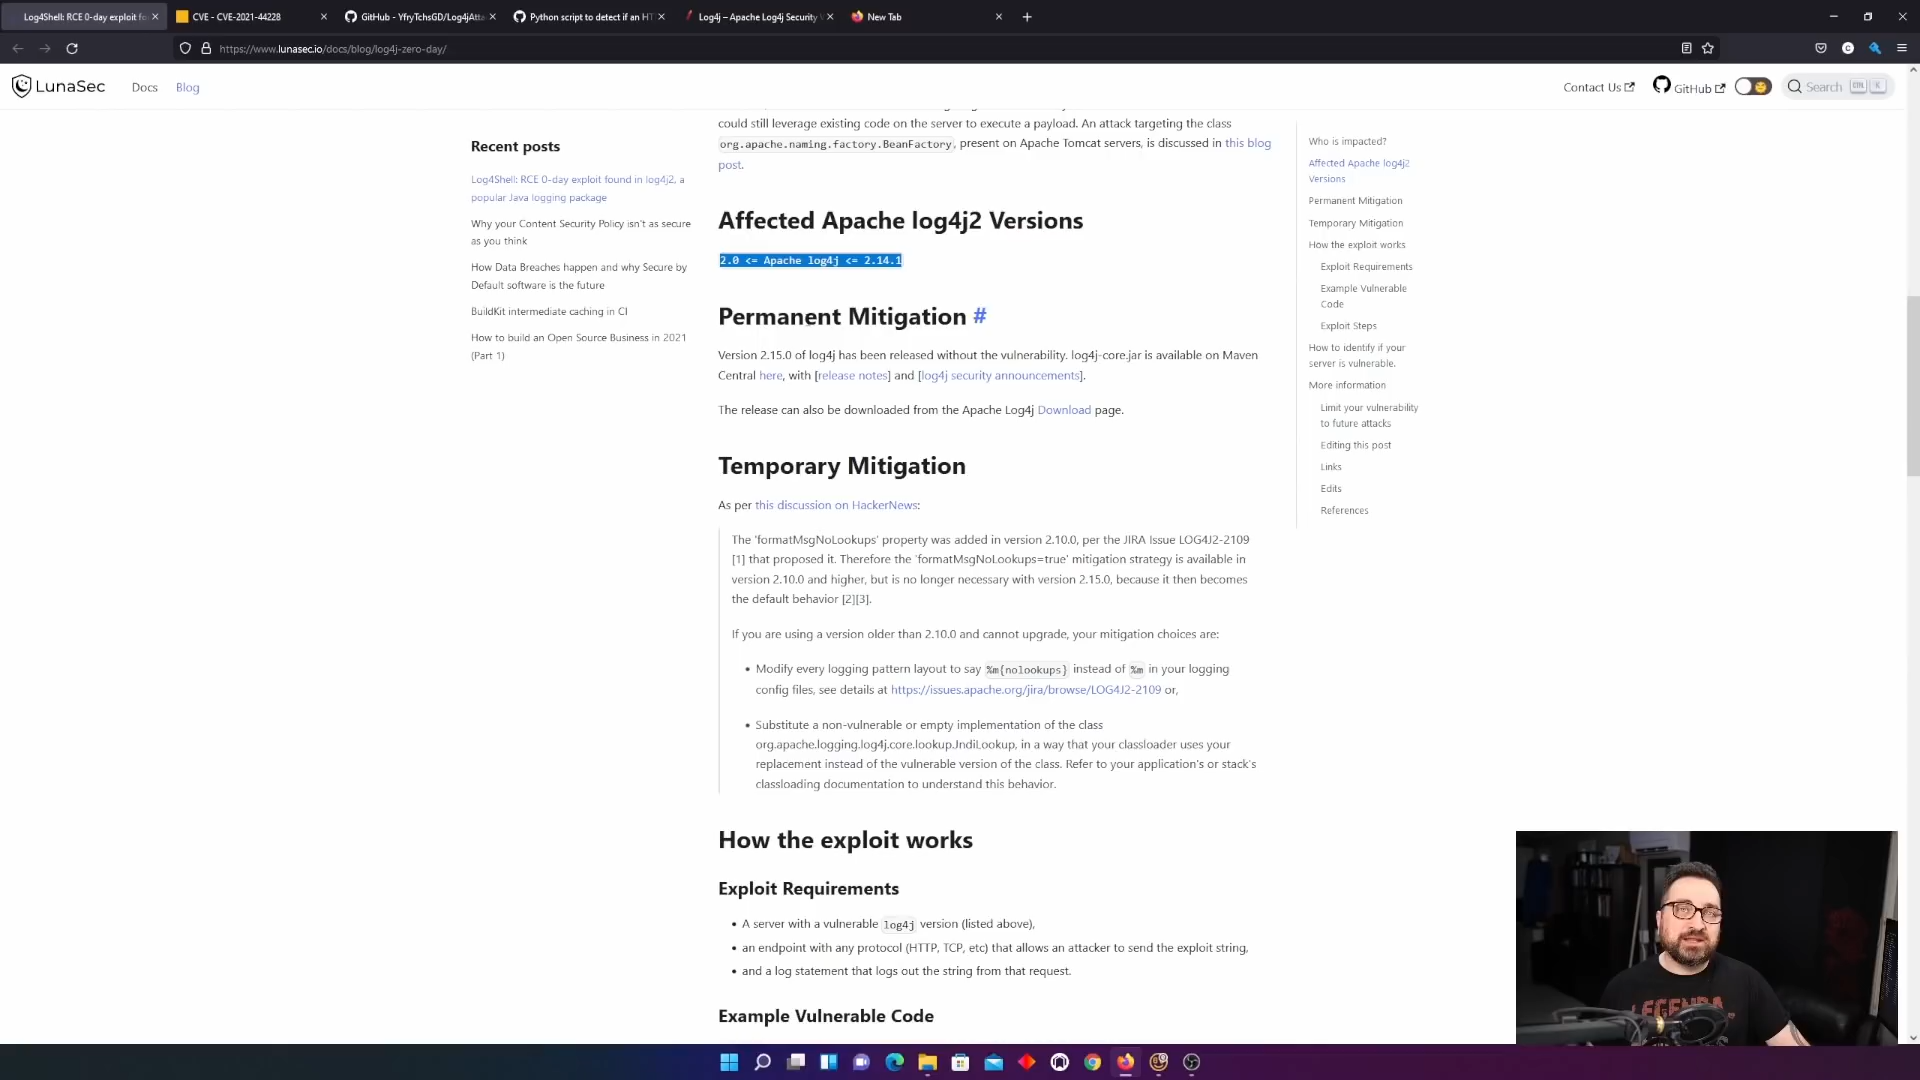 Log4Shell: RCE 0-day exploit fo
CVE - CVE-2021-44228
GitHub - YfryTchsGD/Log4jAtta
Python script to detect if an HT
Log4j – Apache Log4j Security V
New Tab
https://www.lunasec.io/docs/blog/log4j-zero-day/
LunaSec
Docs
Blog
Contact Us
GitHub
Search
K
Recent posts
Log4Shell: RCE 0-day exploit found in log4j2, a
popular Java logging package
Why your Content Security Policy isn't as secure
as you think
How Data Breaches happen and why Secure by
Default software is the future
BuildKit intermediate caching in CI
How to build an Open Source Business in 2021
(Part 1)
could still leverage existing code on the server to execute a payload. An attack targeting the class
org.apache.naming.factory.BeanFactory, present on Apache Tomcat servers, is discussed in this blog
post.
Affected Apache log4j2 Versions
2.0 <= Apache log4j <= 2.14.1
Permanent Mitigation #
Version 2.15.0 of log4j has been released without the vulnerability. log4j-core.jar is available on Maven
Central here, with [release notes] and [log4j security announcements].
The release can also be downloaded from the Apache Log4j Download page.
Temporary Mitigation
As per this discussion on HackerNews:
The 'formatMsgNoLookups' property was added in version 2.10.0, per the JIRA Issue LOG4J2-2109
[1] that proposed it. Therefore the 'formatMsgNoLookups=true' mitigation strategy is available in
version 2.10.0 and higher, but is no longer necessary with version 2.15.0, because it then becomes
the default behavior [2][3].
If you are using a version older than 2.10.0 and cannot upgrade, your mitigation choices are:
• Modify every logging pattern layout to say %m{nolookups} instead of %m in your logging
config files, see details at https://issues.apache.org/jira/browse/LOG4J2-2109 or,
• Substitute a non-vulnerable or empty implementation of the class
org.apache.logging.log4j.core.lookup.JndiLookup, in a way that your classloader uses your
replacement instead of the vulnerable version of the class. Refer to your application's or stack's
classloading documentation to understand this behavior.
How the exploit works
Exploit Requirements
• A server with a vulnerable log4j version (listed above),
• an endpoint with any protocol (HTTP, TCP, etc) that allows an attacker to send the exploit string,
• and a log statement that logs out the string from that request.
Example Vulnerable Code
Who is impacted?
Affected Apache log4j2
Versions
Permanent Mitigation
Temporary Mitigation
How the exploit works
Exploit Requirements
Example Vulnerable
Code
Exploit Steps
How to identify if your
server is vulnerable.
More information
Limit your vulnerability
to future attacks
Editing this post
Links
Edits
References